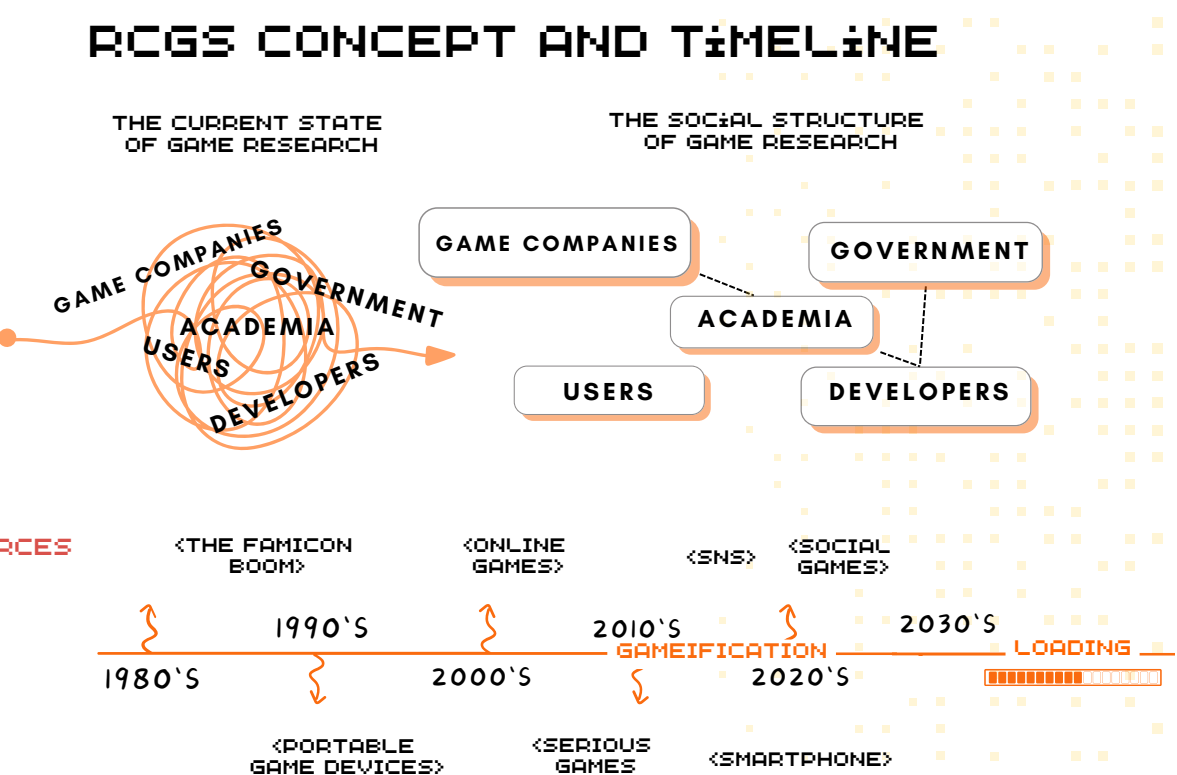 RCGS CONCEPT AND TiMELiNE
THE CURRENT STATE
OF GAME RESEARCH
THE SOCiAL STRUCTURE
OF GAME RESEARCH
GAME COMPANIES
GOVERNMENT
ACADEMIA
USERS
DEVELOPERS
GAME COMPANIES
GOVERNMENT
ACADEMIA
USERS
DEVELOPERS
RCES
<THE FAMICON
BOOM>
<ONLINE
GAMES>
<SNS>
<SOCIAL
GAMES>
1990'S
2010'S
2030'S
GAMEIFICATION
LOADING
1980'S
2000'S
2020'S
<PORTABLE
GAME DEVICES>
<SERIOUS
GAMES
<SMARTPHONE>